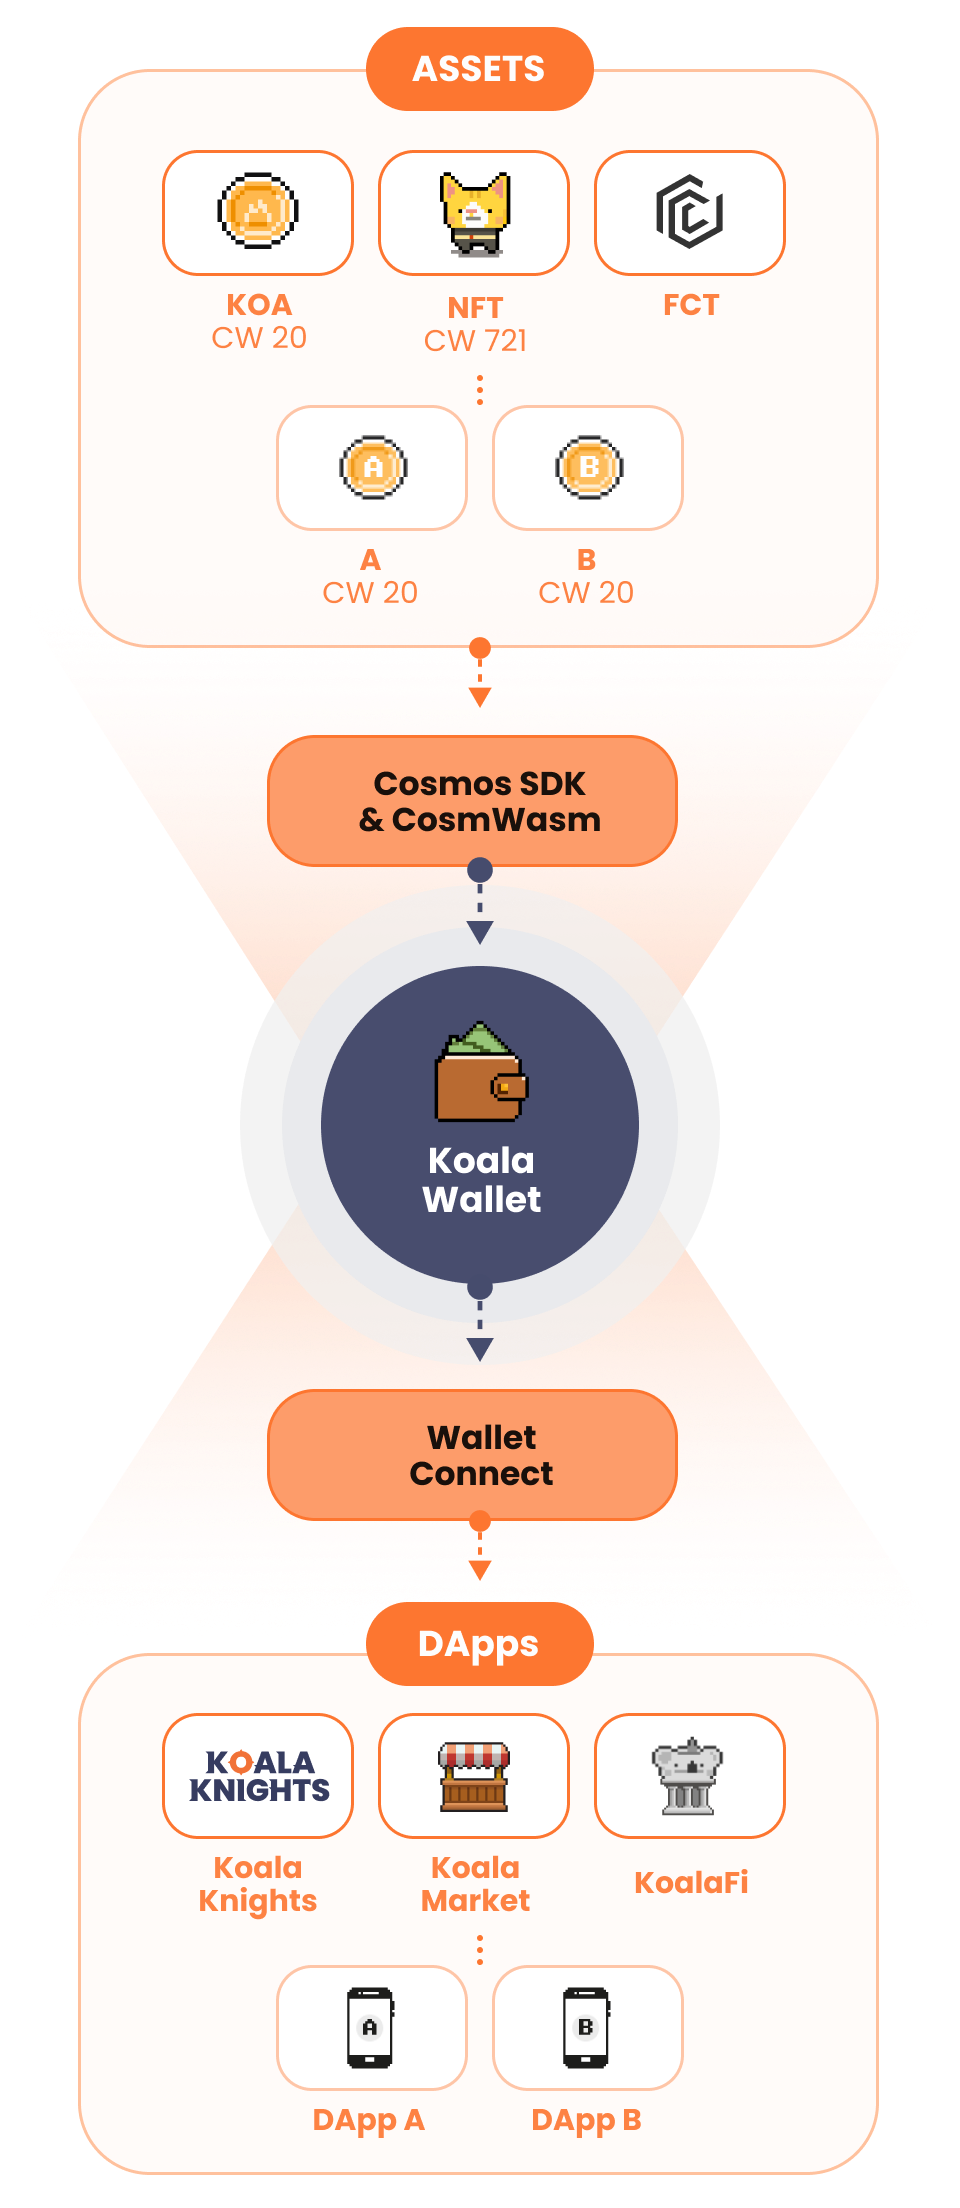 ASSETS
KOA
CW 20
NFT
CW 721
FCT
A
B
A
CW 20
B
CW 20
Cosmos SDK
& CosmWasm
Koala
Wallet
Wallet
Connect
DApps
KOALA
KNIGHTS
Koala
Knights
Koala
Market
KoalaFi
A
B
DApp A
DApp B